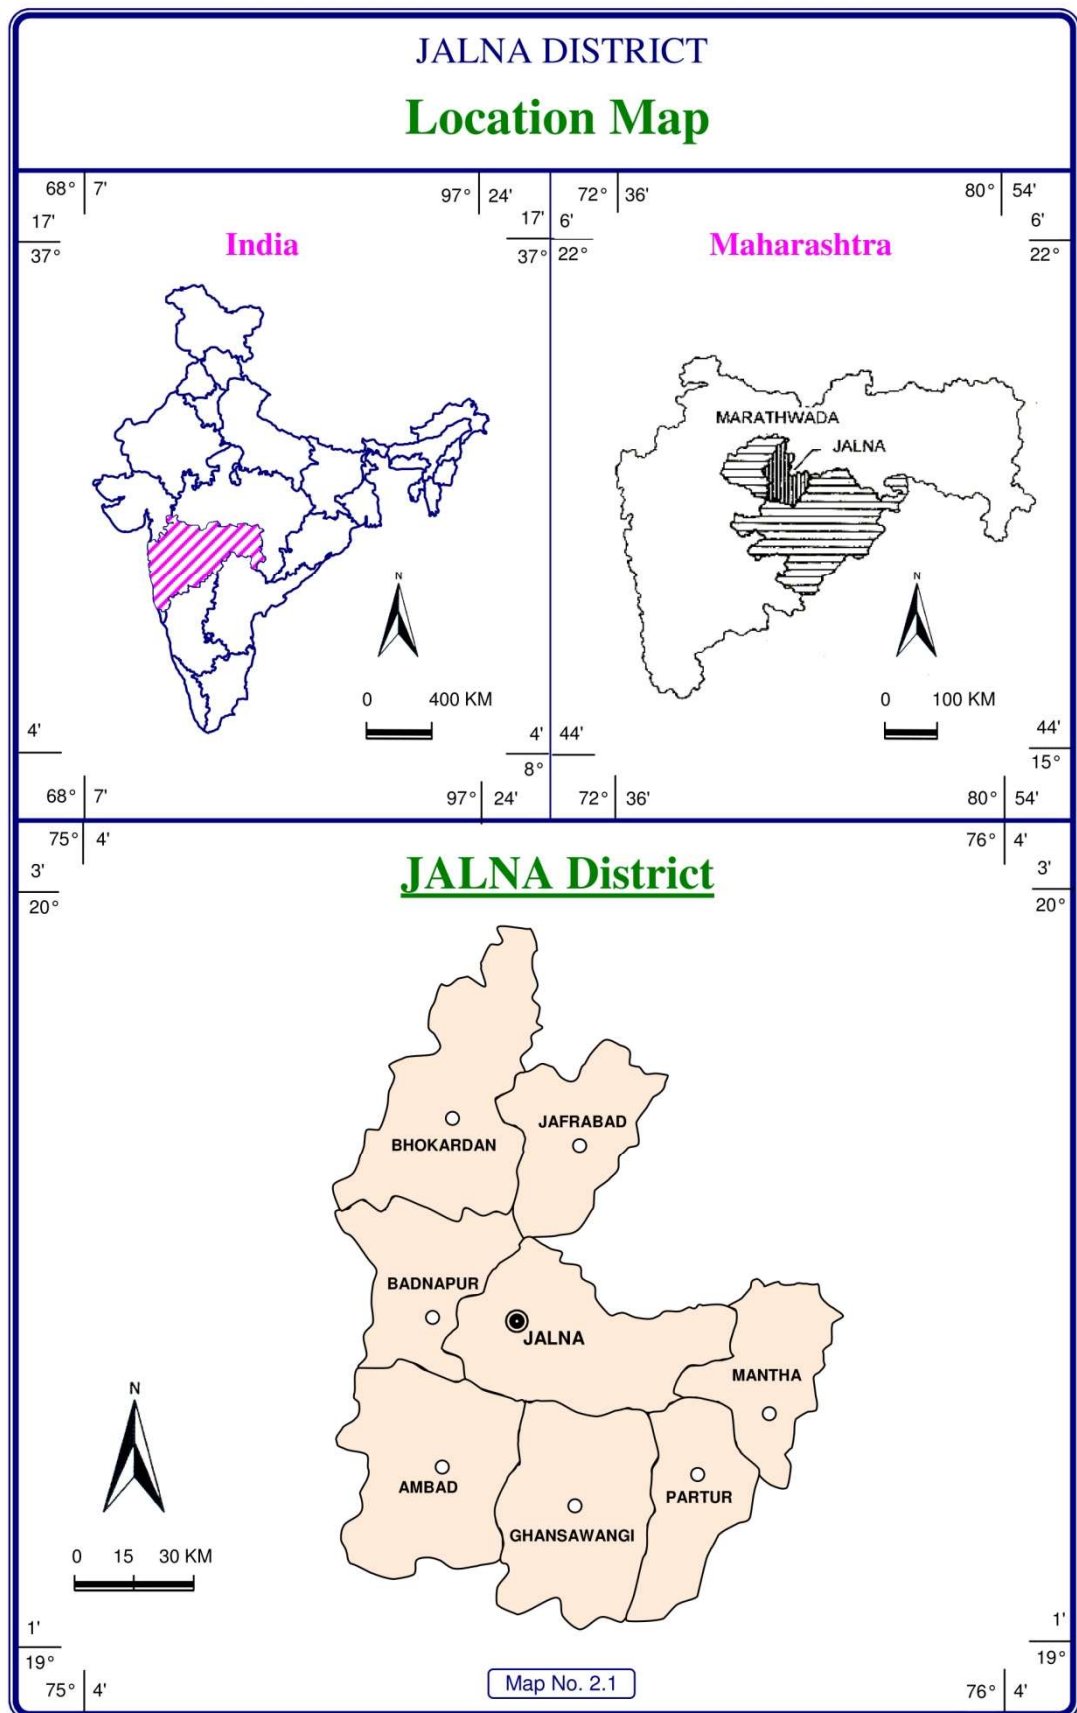 JALNA DISTRICT
Location Map
68° 7'
97° 24'
17'
37°
17'
37°
India
72° 36'
80° 54'
6'
22°
6'
22°
Maharashtra
MARATHWADA
JALNA
N
0 400 KM
N
0 100 KM
4'
4'
8°
44'
44'
15°
68° 7'
97° 24'
72° 36'
80° 54'
75° 4'
76° 4'
3'
20°
3'
20°
JALNA District
BHOKARDAN
JAFRABAD
BADNAPUR
JALNA
MANTHA
AMBAD
GHANSAWANGI
PARTUR
N
0 15 30 KM
1'
19°
1'
19°
75° 4'
76° 4'
Map No. 2.1